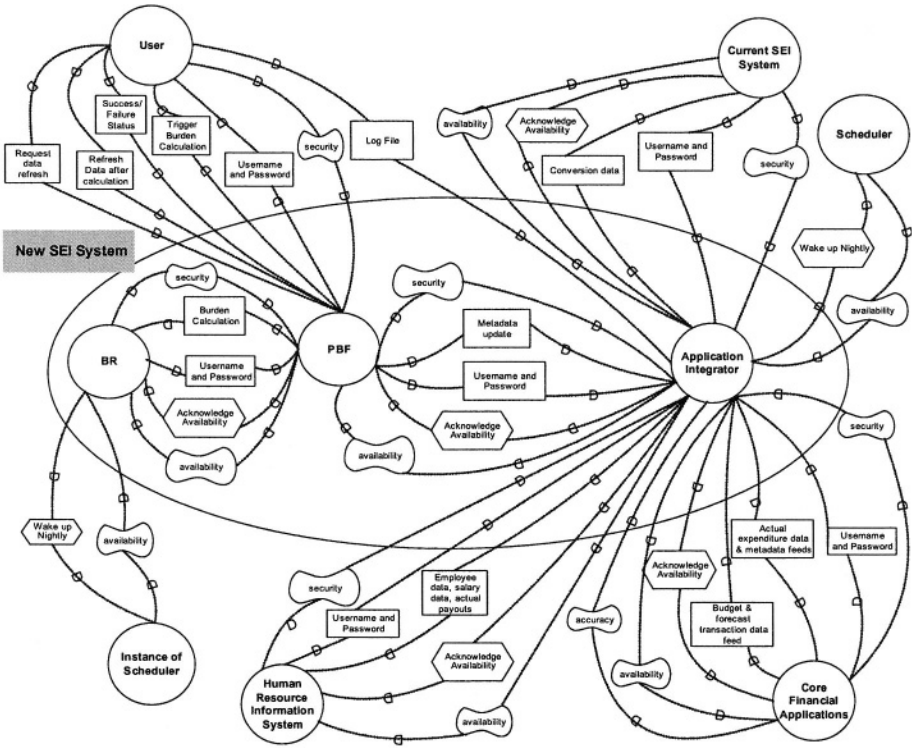 User
Current SEI
System
Scheduler
Success/
Failure
Status
Trigger
Burden
Calculation
security
Log File
availability
Acknowledge
Availability
Username and
Password
Request
data
refresh
Refresh
Data after
calculation
Username
and Password
Conversion data
security
New SEI System
Wake up Nightly
security
security
Burden
Calculation
Metadata
update
availability
BR
PBF
Application
Integrator
Username
and Password
Username and
Password
Acknowledge
Availability
Acknowledge
Availability
security
availability
availability
Wake up
Nightly
availability
Actual
expenditure data
& metadata feeds
Username
and Password
security
Employee
data, salary
data, actual
payouts
Acknowledge
Availability
Username and
Password
accuracy
Budget &
forecast
transaction data
feed
Instance of
Scheduler
Acknowledge
Availability
availability
Human
Resource
Information
System
availability
Core
Financial
Applications